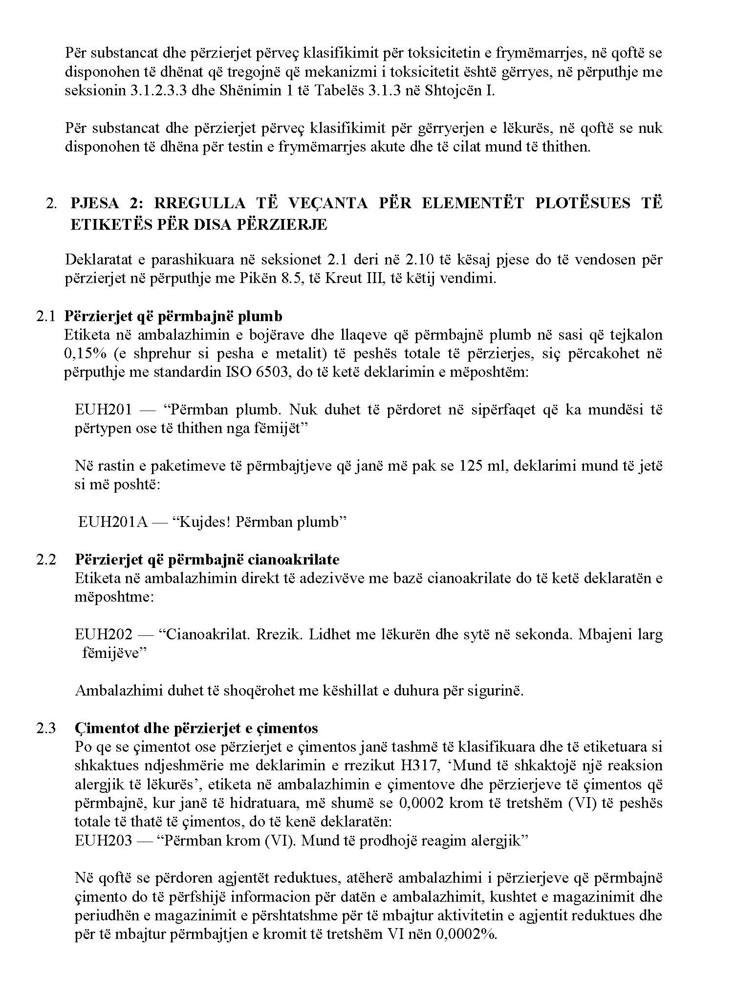 Për substancat dhe përzierjet përveç klasifikimit për toksicitetin e frymëmarrjes, në qoftë se
disponohen të dhënat që tregojnë që mekanizmi i toksicitetit është gërryes, në përputhje me
seksionin 3.1.2.3.3 dhe Shënimin 1 të Tabelës 3.1.3 në Shtojcën I.
Për substancat dhe përzierjet përveç klasifikimit për gërryerjen e lëkurës, në qoftë se nuk
disponohen të dhëna për testin e frymëmarrjes akute dhe të cilat mund të thithen.
2. PJESA 2: RREGULLA TË VEÇANTA PËR ELEMENTËT PLOTËSUES TË
ETIKETËS PËR DISA PËRZIERJE
Deklaratat e parashikuara në seksionet 2.1 deri në 2.10 të kësaj pjese do të vendosen për
përzierjet në përputhje me Pikën 8.5, të Kreut III, të këtij vendimi.
2.1 Përzierjet që përmbajnë plumb
Etiketa në ambalazhimin e bojërave dhe llaqeve që përmbajnë plumb në sasi që tejkalon
0,15% (e shprehur si pesha e metalit) të peshës totale të përzierjes, siç përcakohet në
përputhje me standardin ISO 6503, do të ketë deklarimin e mëposhtëm:
EUH201 — “Përmban plumb. Nuk duhet të përdoret në sipërfaqet që ka mundësi të
përtypen ose të thithen nga fëmijët”
Në rastin e paketimeve të përmbajtjeve që janë më pak se 125 ml, deklarimi mund të jetë
si më poshtë:
EUH201A — “Kujdes! Përmban plumb”
2.2 Përzierjet që përmbajnë cianoakrilate
Etiketa në ambalazhimin direkt të adezivëve me bazë cianoakrilate do të ketë deklaratën e
mëposhtme:
EUH202 — “Cianoakrilat. Rrezik. Lidhet me lëkurën dhe sytë në sekonda. Mbajeni larg
fëmijëve”
Ambalazhimi duhet të shoqërohet me këshillat e duhura për sigurinë.
2.3 Çimentot dhe përzierjet e çimentos
Po qe se çimentot ose përzierjet e çimentos janë tashmë të klasifikuara dhe të etiketuara si
shkaktues ndjeshmërie me deklarimin e rrezikut H317, ‘Mund të shkaktojë një reaksion
alergjik të lëkurës’, etiketa në ambalazhimin e çimentove dhe përzierjeve të çimentos që
përmbajnë, kur janë të hidratuara, më shumë se 0,0002 krom të tretshëm (VI) të peshës
totale të thatë të çimentos, do të kenë deklaratën:
EUH203 — “Përmban krom (VI). Mund të prodhojë reagim alergjik”
Në qoftë se përdoren agjentët reduktues, atëherë ambalazhimi i përzierjeve që përmbajnë
çimento do të përfshijë informacion për datën e ambalazhimit, kushtet e magazinimit dhe
periudhën e magazinimit e përshtatshme për të mbajtur aktivitetin e agjentit reduktues dhe
për të mbajtur përmbajtjen e kromit të tretshëm VI nën 0,0002%.